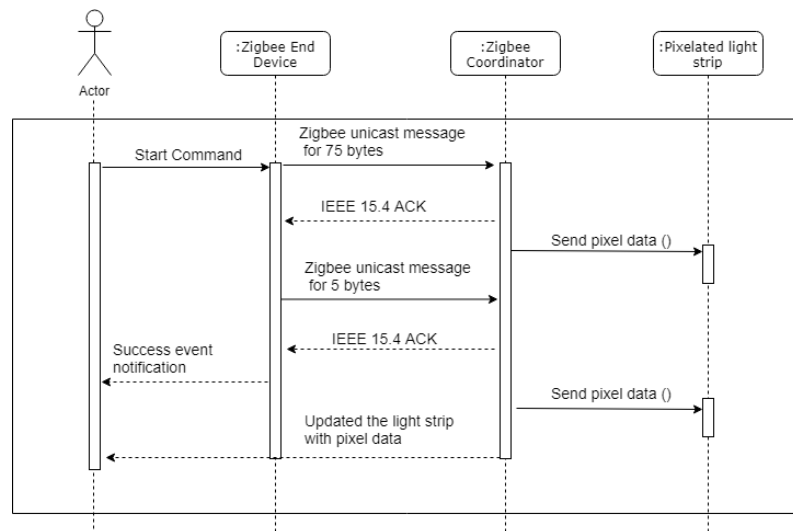 :Zigbee End
Device
:Zigbee
Coordinator
:Pixelated light
strip
Actor
Start Command
Zigbee unicast message
for 75 bytes
IEEE 15.4 ACK
Send pixel data ()
Zigbee unicast message
for 5 bytes
IEEE 15.4 ACK
Success event
notification
Send pixel data ()
Updated the light strip
with pixel data